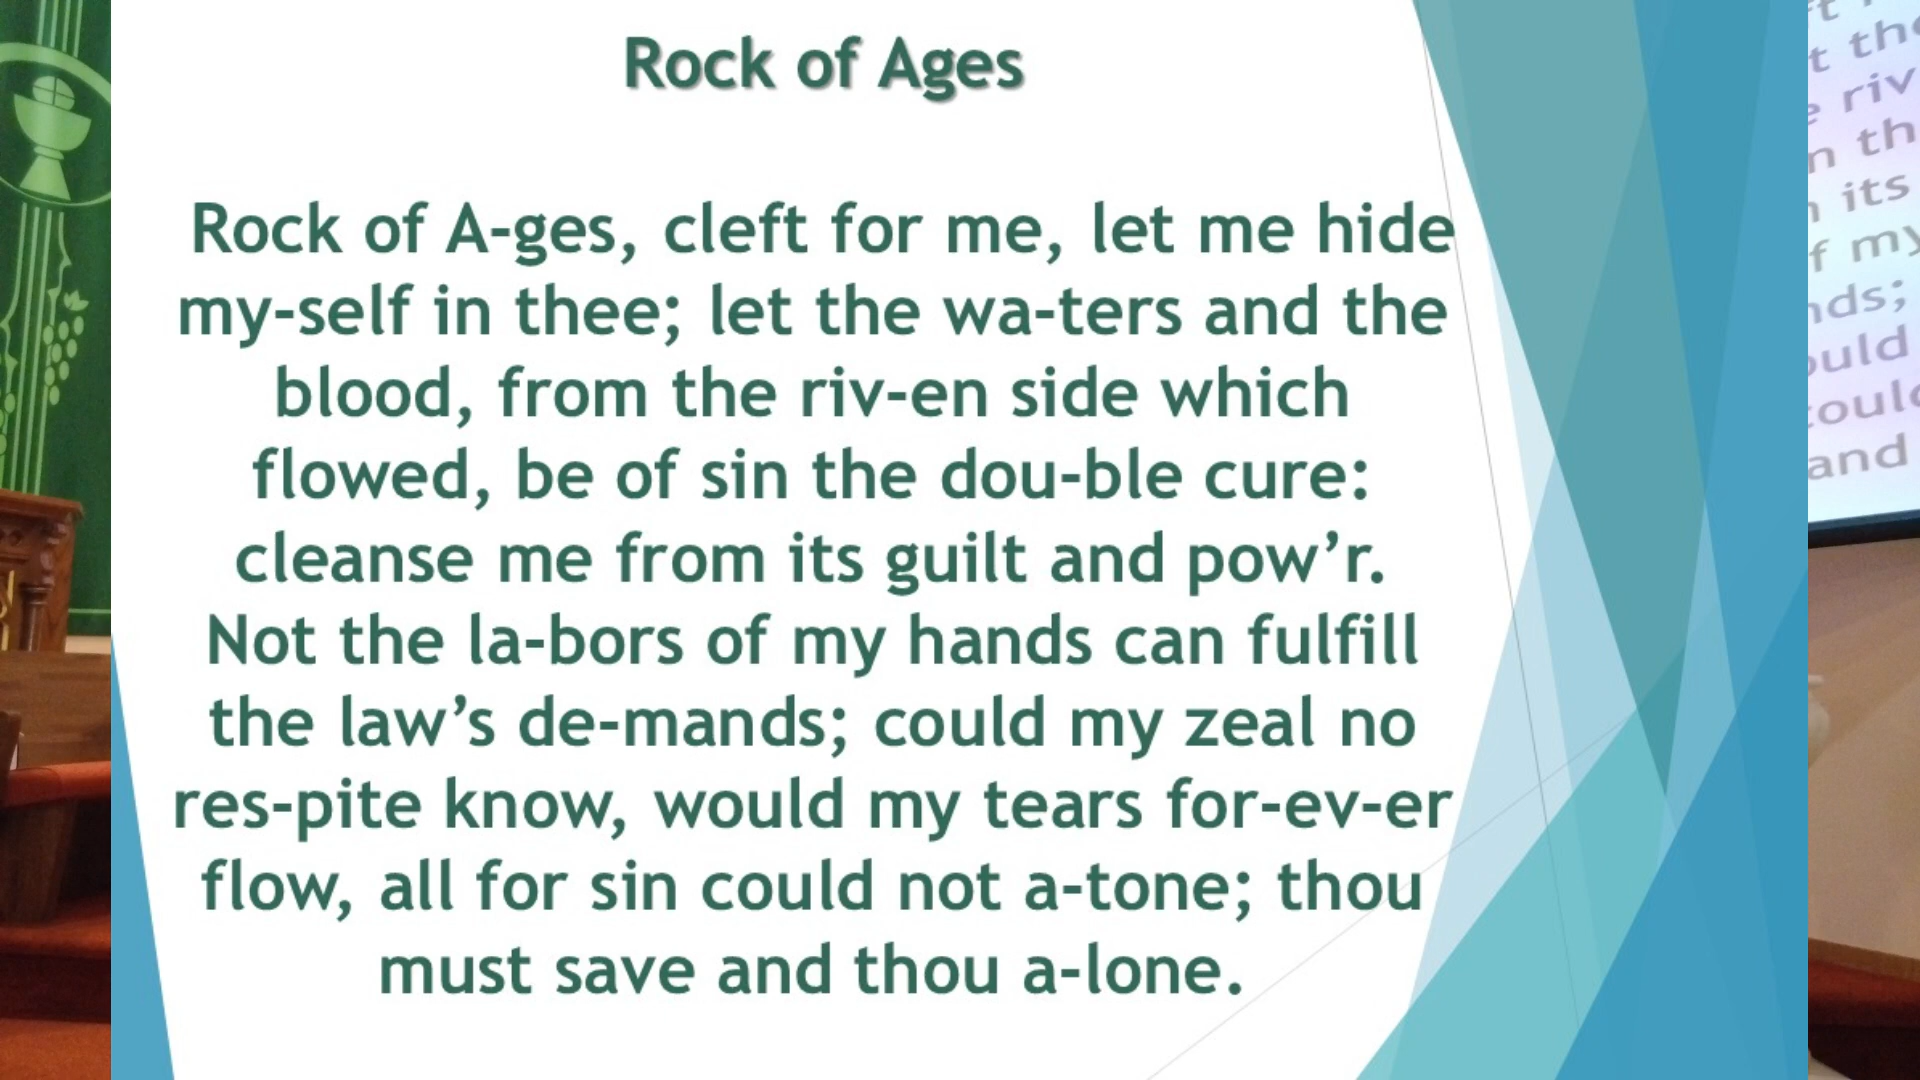 Rock of Ages
Rock of A-ges, cleft for me, let me hide
my-self in thee; let the wa-ters and the
blood, from the riv-en side which
flowed, be of sin the dou-ble cure:
cleanse me from its guilt and pow’r.
Not the la-bors of my hands can fulfill
the law’s de-mands; could my zeal no
res-pite know, would my tears for-ev-er
flow, all for sin could not a-tone; thou
must save and thou a-lone.
its
and